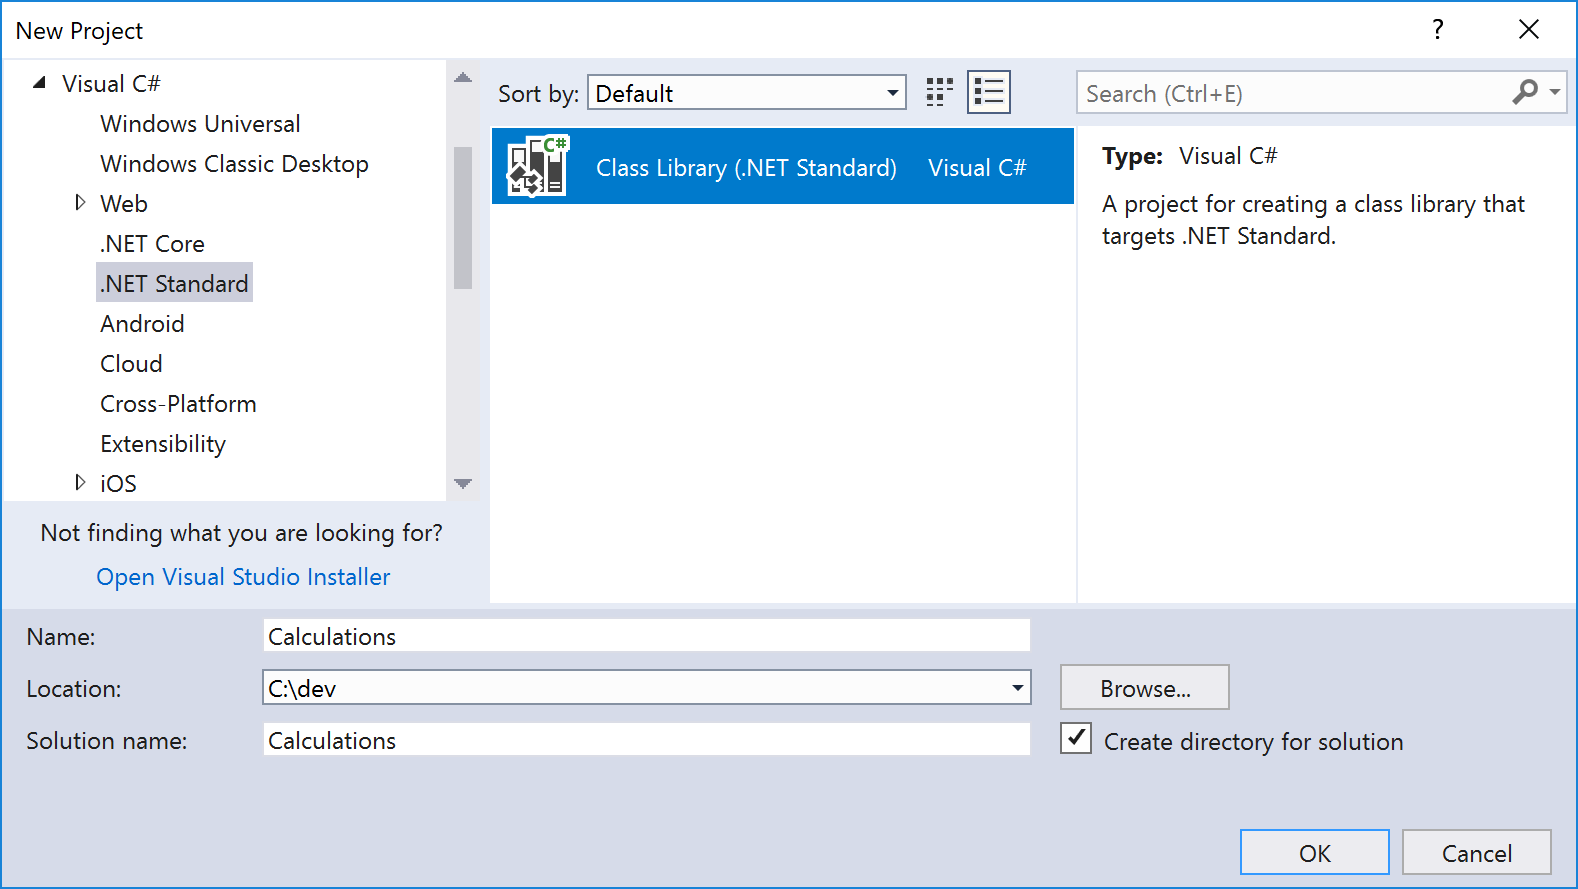 New Project
?
Visual C#
Windows Universal
Windows Classic Desktop
Web
.NET Core
.NET Standard
Android
Cloud
Cross-Platform
Extensibility
iOS
Not finding what you are looking for?
Open Visual Studio Installer
Sort by: Default
Search (Ctrl+E)
C#
Class Library (.NET Standard) Visual C#
Type: Visual C#
A project for creating a class library that
targets .NET Standard.
Name: Calculations
Location: C:\dev Browse...
Solution name: Calculations Create directory for solution
OK Cancel